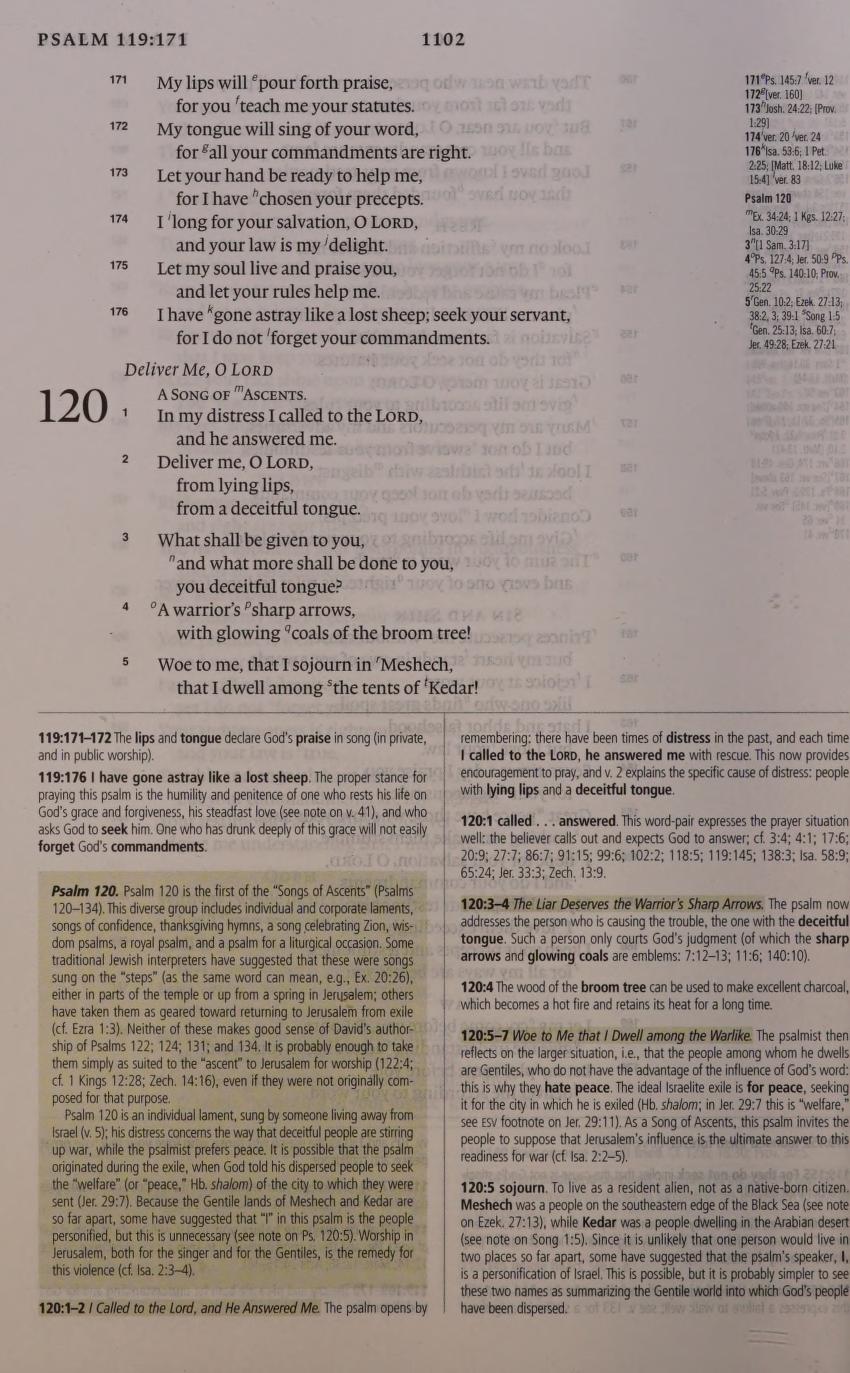 PSALM 119:171
1102
171 My lips will ᵉpour forth praise,
for you ᶠteach me your statutes.
172 My tongue will sing of your word,
for ᵍall your commandments are right.
173 Let your hand be ready to help me,
for I have ʰchosen your precepts.
174 I ⁱlong for your salvation, O LORD,
and your law is my ʲdelight.
175 Let my soul live and praise you,
and let your rules help me.
176 I have ᵏgone astray like a lost sheep; seek your servant,
for I do not ˡforget your commandments.
Deliver Me, O LORD
120
A SONG OF ᵐASCENTS.
1 In my distress I called to the LORD,
and he answered me.
2 Deliver me, O LORD,
from lying lips,
from a deceitful tongue.
3 What shall be given to you,
ⁿand what more shall be done to you,
you deceitful tongue?
4 ᵒA warrior's ᵖsharp arrows,
with glowing ᑫcoals of the broom tree!
5 Woe to me, that I sojourn in ʳMeshech,
that I dwell among ˢthe tents of ᵗKedar!
171ᵉPs. 145:7 ᶠver. 12
172ᵍ[ver. 160]
173ʰJosh. 24:22; [Prov.
1:29]
174ⁱver. 20 ʲver. 24
176ᵏIsa. 53:6; 1 Pet.
2:25; [Matt. 18:12; Luke
15:4] ˡver. 83
Psalm 120
ᵐEx. 34:24; 1 Kgs. 12:27;
Isa. 30:29
3ⁿ[1 Sam. 3:17]
4ᵒPs. 127:4; Jer. 50:9 ᵖPs.
45:5 ᑫPs. 140:10; Prov.
25:22
5ʳGen. 10:2; Ezek. 27:13;
38:2, 3; 39:1 ˢSong 1:5
ᵗGen. 25:13; Isa. 60:7;
Jer. 49:28; Ezek. 27:21
119:171–172 The lips and tongue declare God's praise in song (in private,
and in public worship).
119:176 I have gone astray like a lost sheep. The proper stance for
praying this psalm is the humility and penitence of one who rests his life on
God's grace and forgiveness, his steadfast love (see note on v. 41), and who
asks God to seek him. One who has drunk deeply of this grace will not easily
forget God's commandments.
Psalm 120. Psalm 120 is the first of the "Songs of Ascents" (Psalms
120–134). This diverse group includes individual and corporate laments,
songs of confidence, thanksgiving hymns, a song celebrating Zion, wis-
dom psalms, a royal psalm, and a psalm for a liturgical occasion. Some
traditional Jewish interpreters have suggested that these were songs
sung on the "steps" (as the same word can mean, e.g., Ex. 20:26),
either in parts of the temple or up from a spring in Jerusalem; others
have taken them as geared toward returning to Jerusalem from exile
(cf. Ezra 1:3). Neither of these makes good sense of David's author-
ship of Psalms 122; 124; 131; and 134. It is probably enough to take
them simply as suited to the "ascent" to Jerusalem for worship (122:4;
cf. 1 Kings 12:28; Zech. 14:16), even if they were not originally com-
posed for that purpose.
Psalm 120 is an individual lament, sung by someone living away from
Israel (v. 5); his distress concerns the way that deceitful people are stirring
up war, while the psalmist prefers peace. It is possible that the psalm
originated during the exile, when God told his dispersed people to seek
the "welfare" (or "peace," Hb. shalom) of the city to which they were
sent (Jer. 29:7). Because the Gentile lands of Meshech and Kedar are
so far apart, some have suggested that "I" in this psalm is the people
personified, but this is unnecessary (see note on Ps. 120:5). Worship in
Jerusalem, both for the singer and for the Gentiles, is the remedy for
this violence (cf. Isa. 2:3–4).
120:1–2 I Called to the Lord, and He Answered Me. The psalm opens by
remembering: there have been times of distress in the past, and each time
I called to the LORD, he answered me with rescue. This now provides
encouragement to pray, and v. 2 explains the specific cause of distress: people
with lying lips and a deceitful tongue.
120:1 called . . . answered. This word-pair expresses the prayer situation
well: the believer calls out and expects God to answer; cf. 3:4; 4:1; 17:6;
20:9; 27:7; 86:7; 91:15; 99:6; 102:2; 118:5; 119:145; 138:3; Isa. 58:9;
65:24; Jer. 33:3; Zech. 13:9.
120:3–4 The Liar Deserves the Warrior's Sharp Arrows. The psalm now
addresses the person who is causing the trouble, the one with the deceitful
tongue. Such a person only courts God's judgment (of which the sharp
arrows and glowing coals are emblems: 7:12–13; 11:6; 140:10).
120:4 The wood of the broom tree can be used to make excellent charcoal,
which becomes a hot fire and retains its heat for a long time.
120:5–7 Woe to Me that I Dwell among the Warlike. The psalmist then
reflects on the larger situation, i.e., that the people among whom he dwells
are Gentiles, who do not have the advantage of the influence of God's word:
this is why they hate peace. The ideal Israelite exile is for peace, seeking
it for the city in which he is exiled (Hb. shalom; in Jer. 29:7 this is "welfare,"
see ESV footnote on Jer. 29:11). As a Song of Ascents, this psalm invites the
people to suppose that Jerusalem's influence is the ultimate answer to this
readiness for war (cf. Isa. 2:2–5).
120:5 sojourn. To live as a resident alien, not as a native-born citizen.
Meshech was a people on the southeastern edge of the Black Sea (see note
on Ezek. 27:13), while Kedar was a people dwelling in the Arabian desert
(see note on Song 1:5). Since it is unlikely that one person would live in
two places so far apart, some have suggested that the psalm's speaker, I,
is a personification of Israel. This is possible, but it is probably simpler to see
these two names as summarizing the Gentile world into which God's people
have been dispersed.